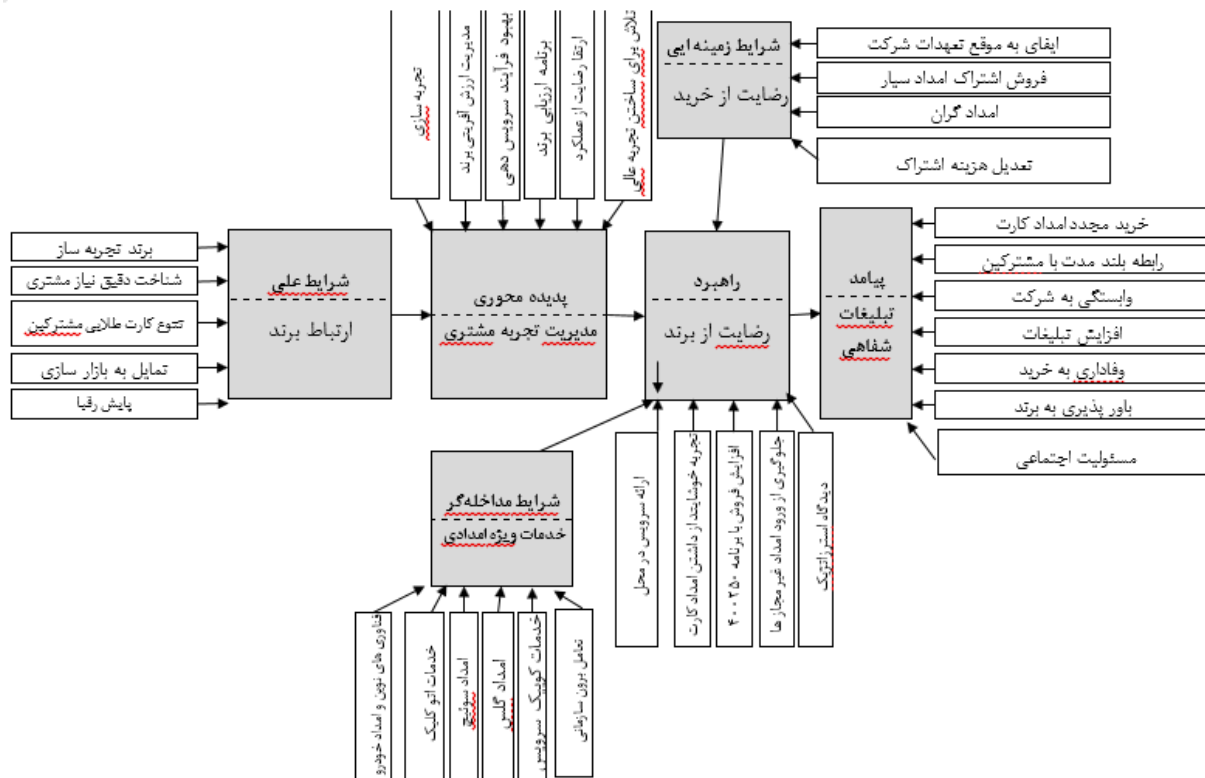 تجربه سازی
مدیریت ارزش آفرینی برند
بهبود فرآیند سرویس دهی
برنامه ارزیابی برند
ارتقا رضایت از عملکرد
تلاش برای ساختن تجربه عالی
شرایط زمینه ایی
رضایت از خرید
ایفای به موقع تعهدات شرکت
فروش اشتراک امداد سیار
امداد گران
تعدیل هزینه اشتراک
پیامد
تبلیغات
شفاهی
خرید مجدد امداد کارت
رابطه بلند مدت با مشترکین
وابستگی به شرکت
افزایش تبلیغات
وفاداری به خرید
باور پذیری به برند
مسئولیت اجتماعی
راهبرد
رضایت از برند
پدیده محوری
مدیریت تجربه مشتری
شرایط علی
ارتباط برند
برند تجربه ساز
شناخت دقیق نیاز مشتری
تنوع کارت طلایی مشترکین
تمایل به بازار سازی
پایش رقبا
شرایط مداخله‌گر
خدمات ویژه امدادی
ارائه سرویس در محل
تجربه خوشایند از داشتن امداد کارت
افزایش فروش با برنامه ۴۰۰۲۵۰
جلوگیری از ورود امداد غیر مجاز ها
دیدگاه استرزاتژیک
فناوری های نوین و امداد خودرو
خدمات اتو کلیک
امداد سوئیچ
امداد گلس
خدمات کوییک سرویس
تعامل برون سازمانی